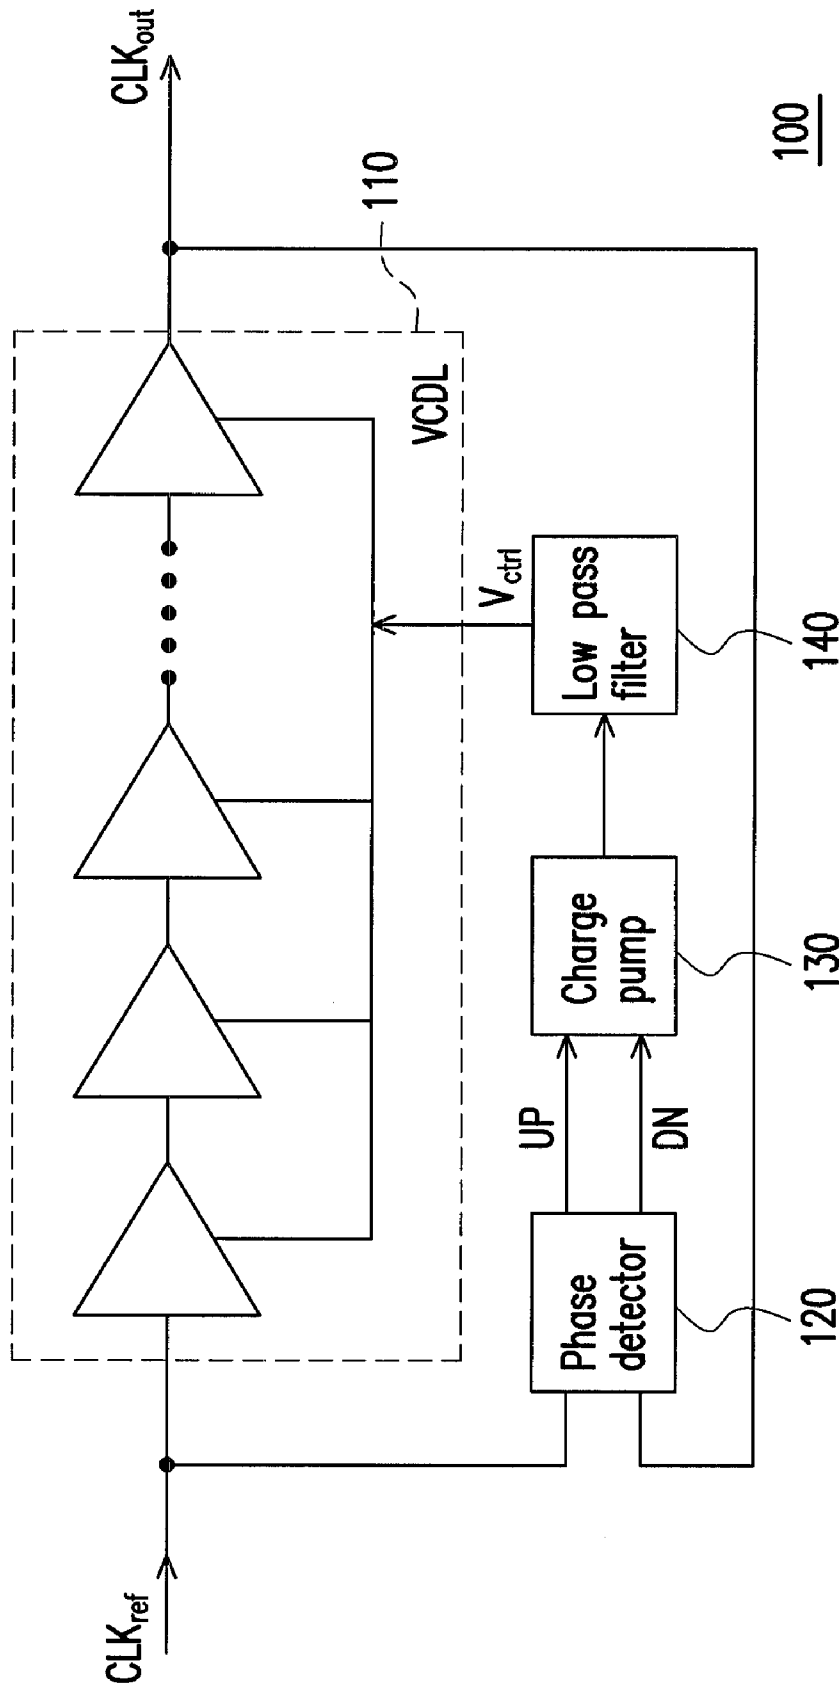 CLKref
CLKout
110
VCDL
Vctrl
UP
DN
Phase
detector
Charge
pump
Low pass
filter
120
130
140
100